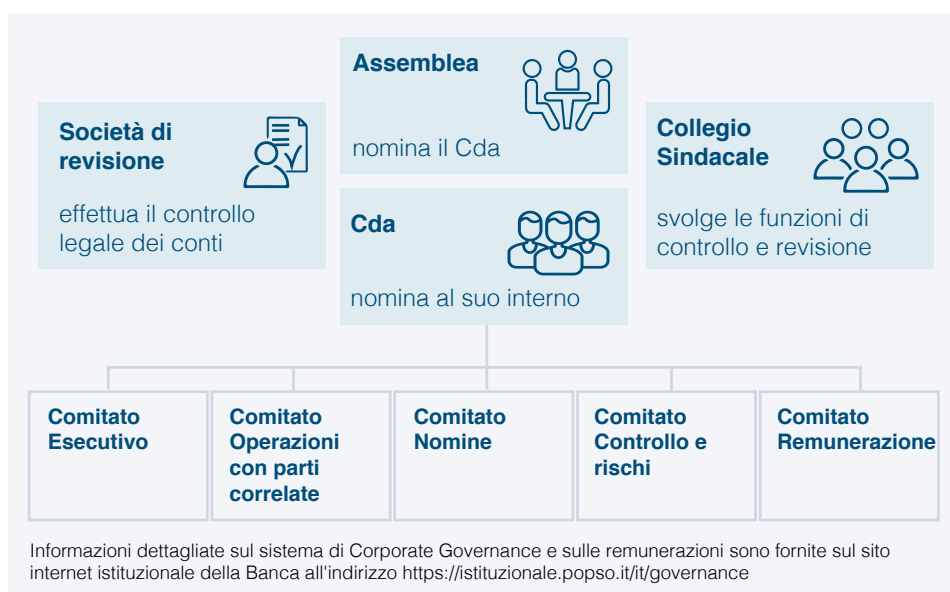 Assemblea
nomina il Cda
Società di
revisione
effettua il controllo
legale dei conti
Collegio
Sindacale
svolge le funzioni di
controllo e revisione
Cda
nomina al suo interno
Comitato
Esecutivo
Comitato
Operazioni
con parti
correlate
Comitato
Nomine
Comitato
Controllo e
rischi
Comitato
Remunerazione
Informazioni dettagliate sul sistema di Corporate Governance e sulle remunerazioni sono fornite sul sito
internet istituzionale della Banca all'indirizzo https://istituzionale.popso.it/it/governance